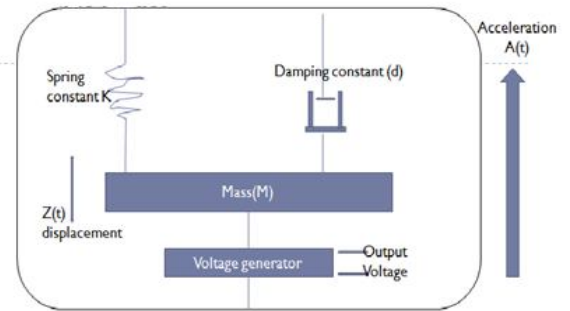 Acceleration
A(t)
Spring
constant K
Damping constant (d)
Mass(M)
Z(t)
displacement
Voltage generator
Output
Voltage